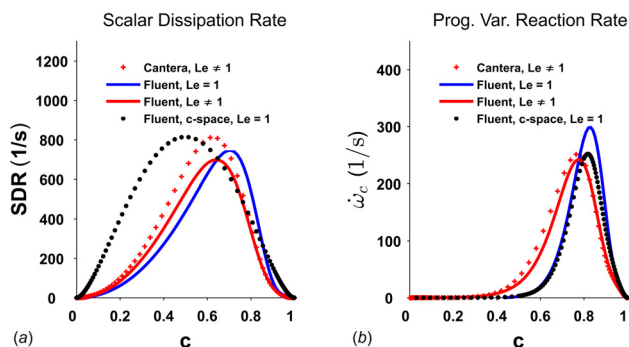 Scalar Dissipation Rate
Cantera, Le ≠ 1
Fluent, Le = 1
Fluent, Le ≠ 1
Fluent, c-space, Le = 1
SDR (1/s)
1200
1000
800
600
400
200
0
0 0.2 0.4 0.6 0.8 1
c
(a)
Prog. Var. Reaction Rate
Cantera, Le ≠ 1
Fluent, Le = 1
Fluent, Le ≠ 1
Fluent, c-space, Le = 1
ω̇c (1/s)
400
300
200
100
0
0 0.2 0.4 0.6 0.8 1
c
(b)